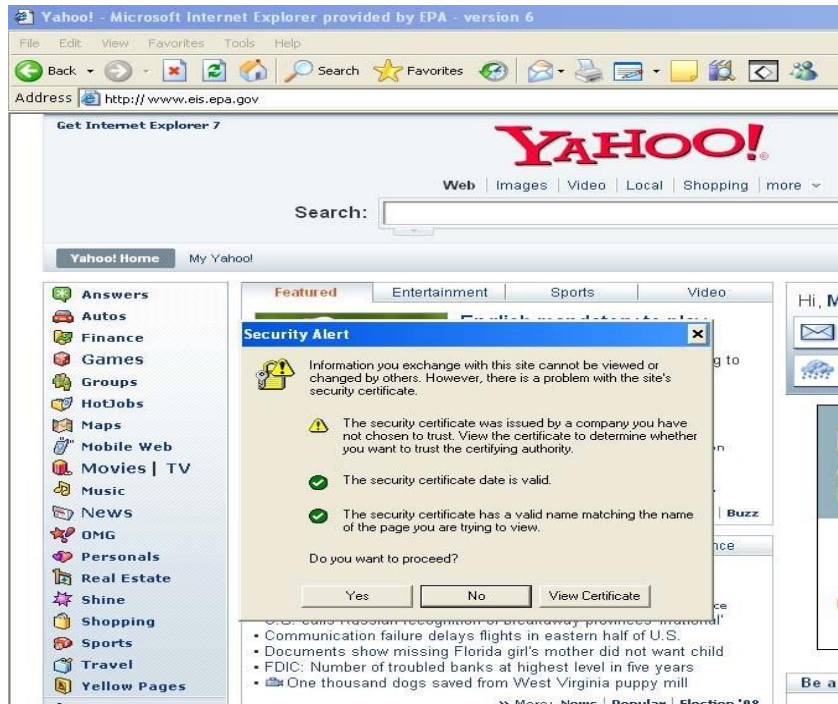 Yahoo! - Microsoft Internet Explorer provided by EPA - version 6
File Edit View Favorites Tools Help
Back Search Favorites
Address http://www.eis.epa.gov
Get Internet Explorer 7
YAHOO!
Web | Images | Video | Local | Shopping | more
Search:
Yahoo! Home My Yahoo!
Answers
Autos
Finance
Games
Groups
HotJobs
Maps
Mobile Web
Movies | TV
Music
News
OMG
Personals
Real Estate
Shine
Shopping
Sports
Travel
Yellow Pages
Featured Entertainment Sports Video
Hi, M
g to
Security Alert
Information you exchange with this site cannot be viewed or
changed by others. However, there is a problem with the site's
security certificate.
The security certificate was issued by a company you have
not chosen to trust. View the certificate to determine whether
you want to trust the certifying authority.
The security certificate date is valid.
The security certificate has a valid name matching the name
of the page you are trying to view.
Do you want to proceed?
Yes No View Certificate
| Buzz
nce
• Communication failure delays flights in eastern half of U.S.
• Documents show missing Florida girl's mother did not want child
• FDIC: Number of troubled banks at highest level in five years
• One thousand dogs saved from West Virginia puppy mill
» More: News | Popular | Election '08
Be a